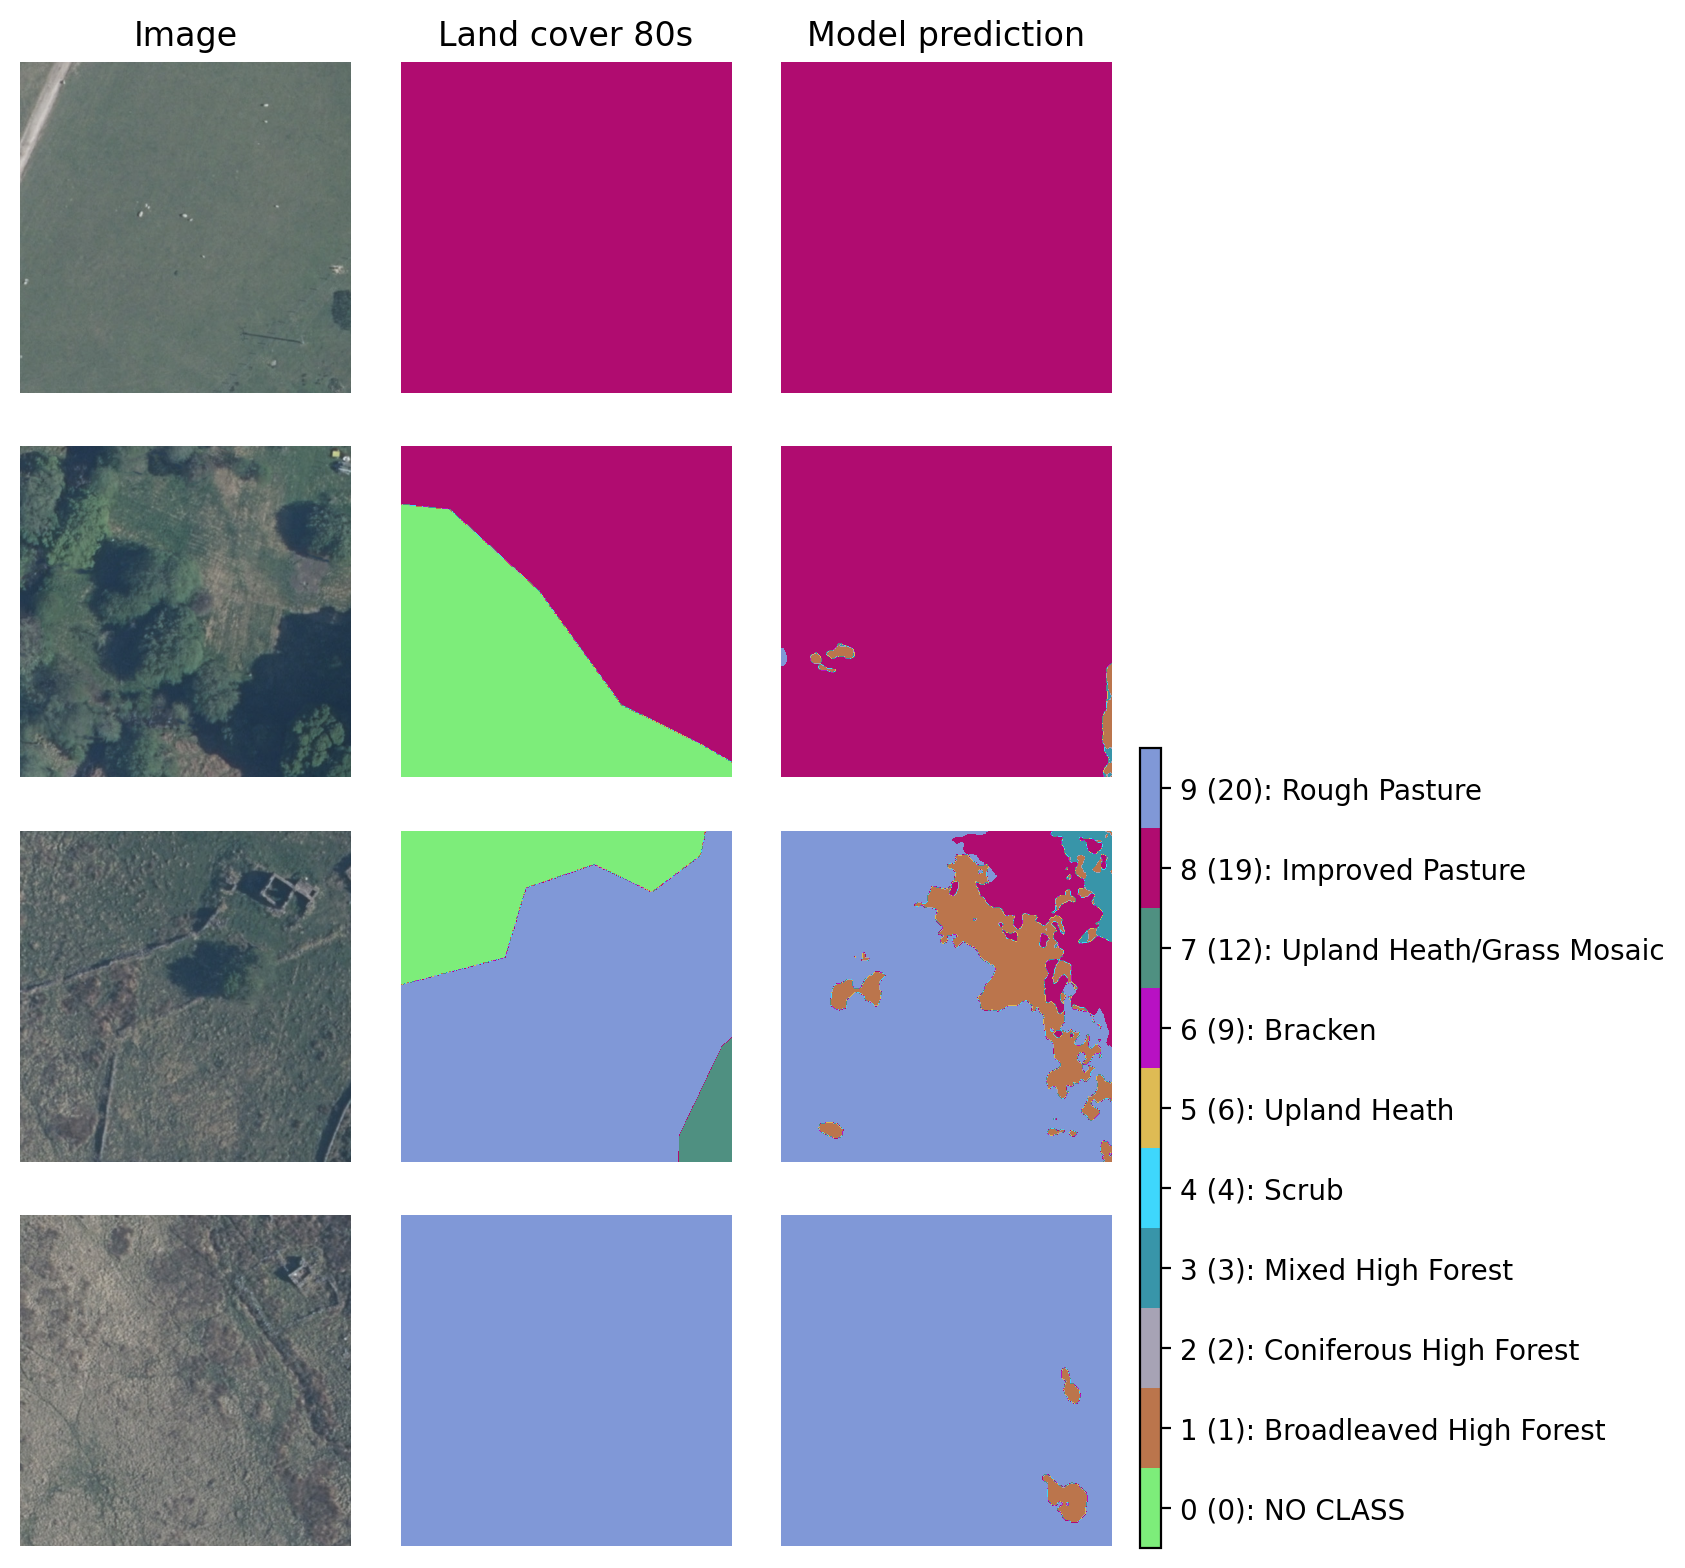 Image
Land cover 80s
Model prediction
9 (20): Rough Pasture
8 (19): Improved Pasture
7 (12): Upland Heath/Grass Mosaic
6 (9): Bracken
5 (6): Upland Heath
4 (4): Scrub
3 (3): Mixed High Forest
2 (2): Coniferous High Forest
1 (1): Broadleaved High Forest
0 (0): NO CLASS